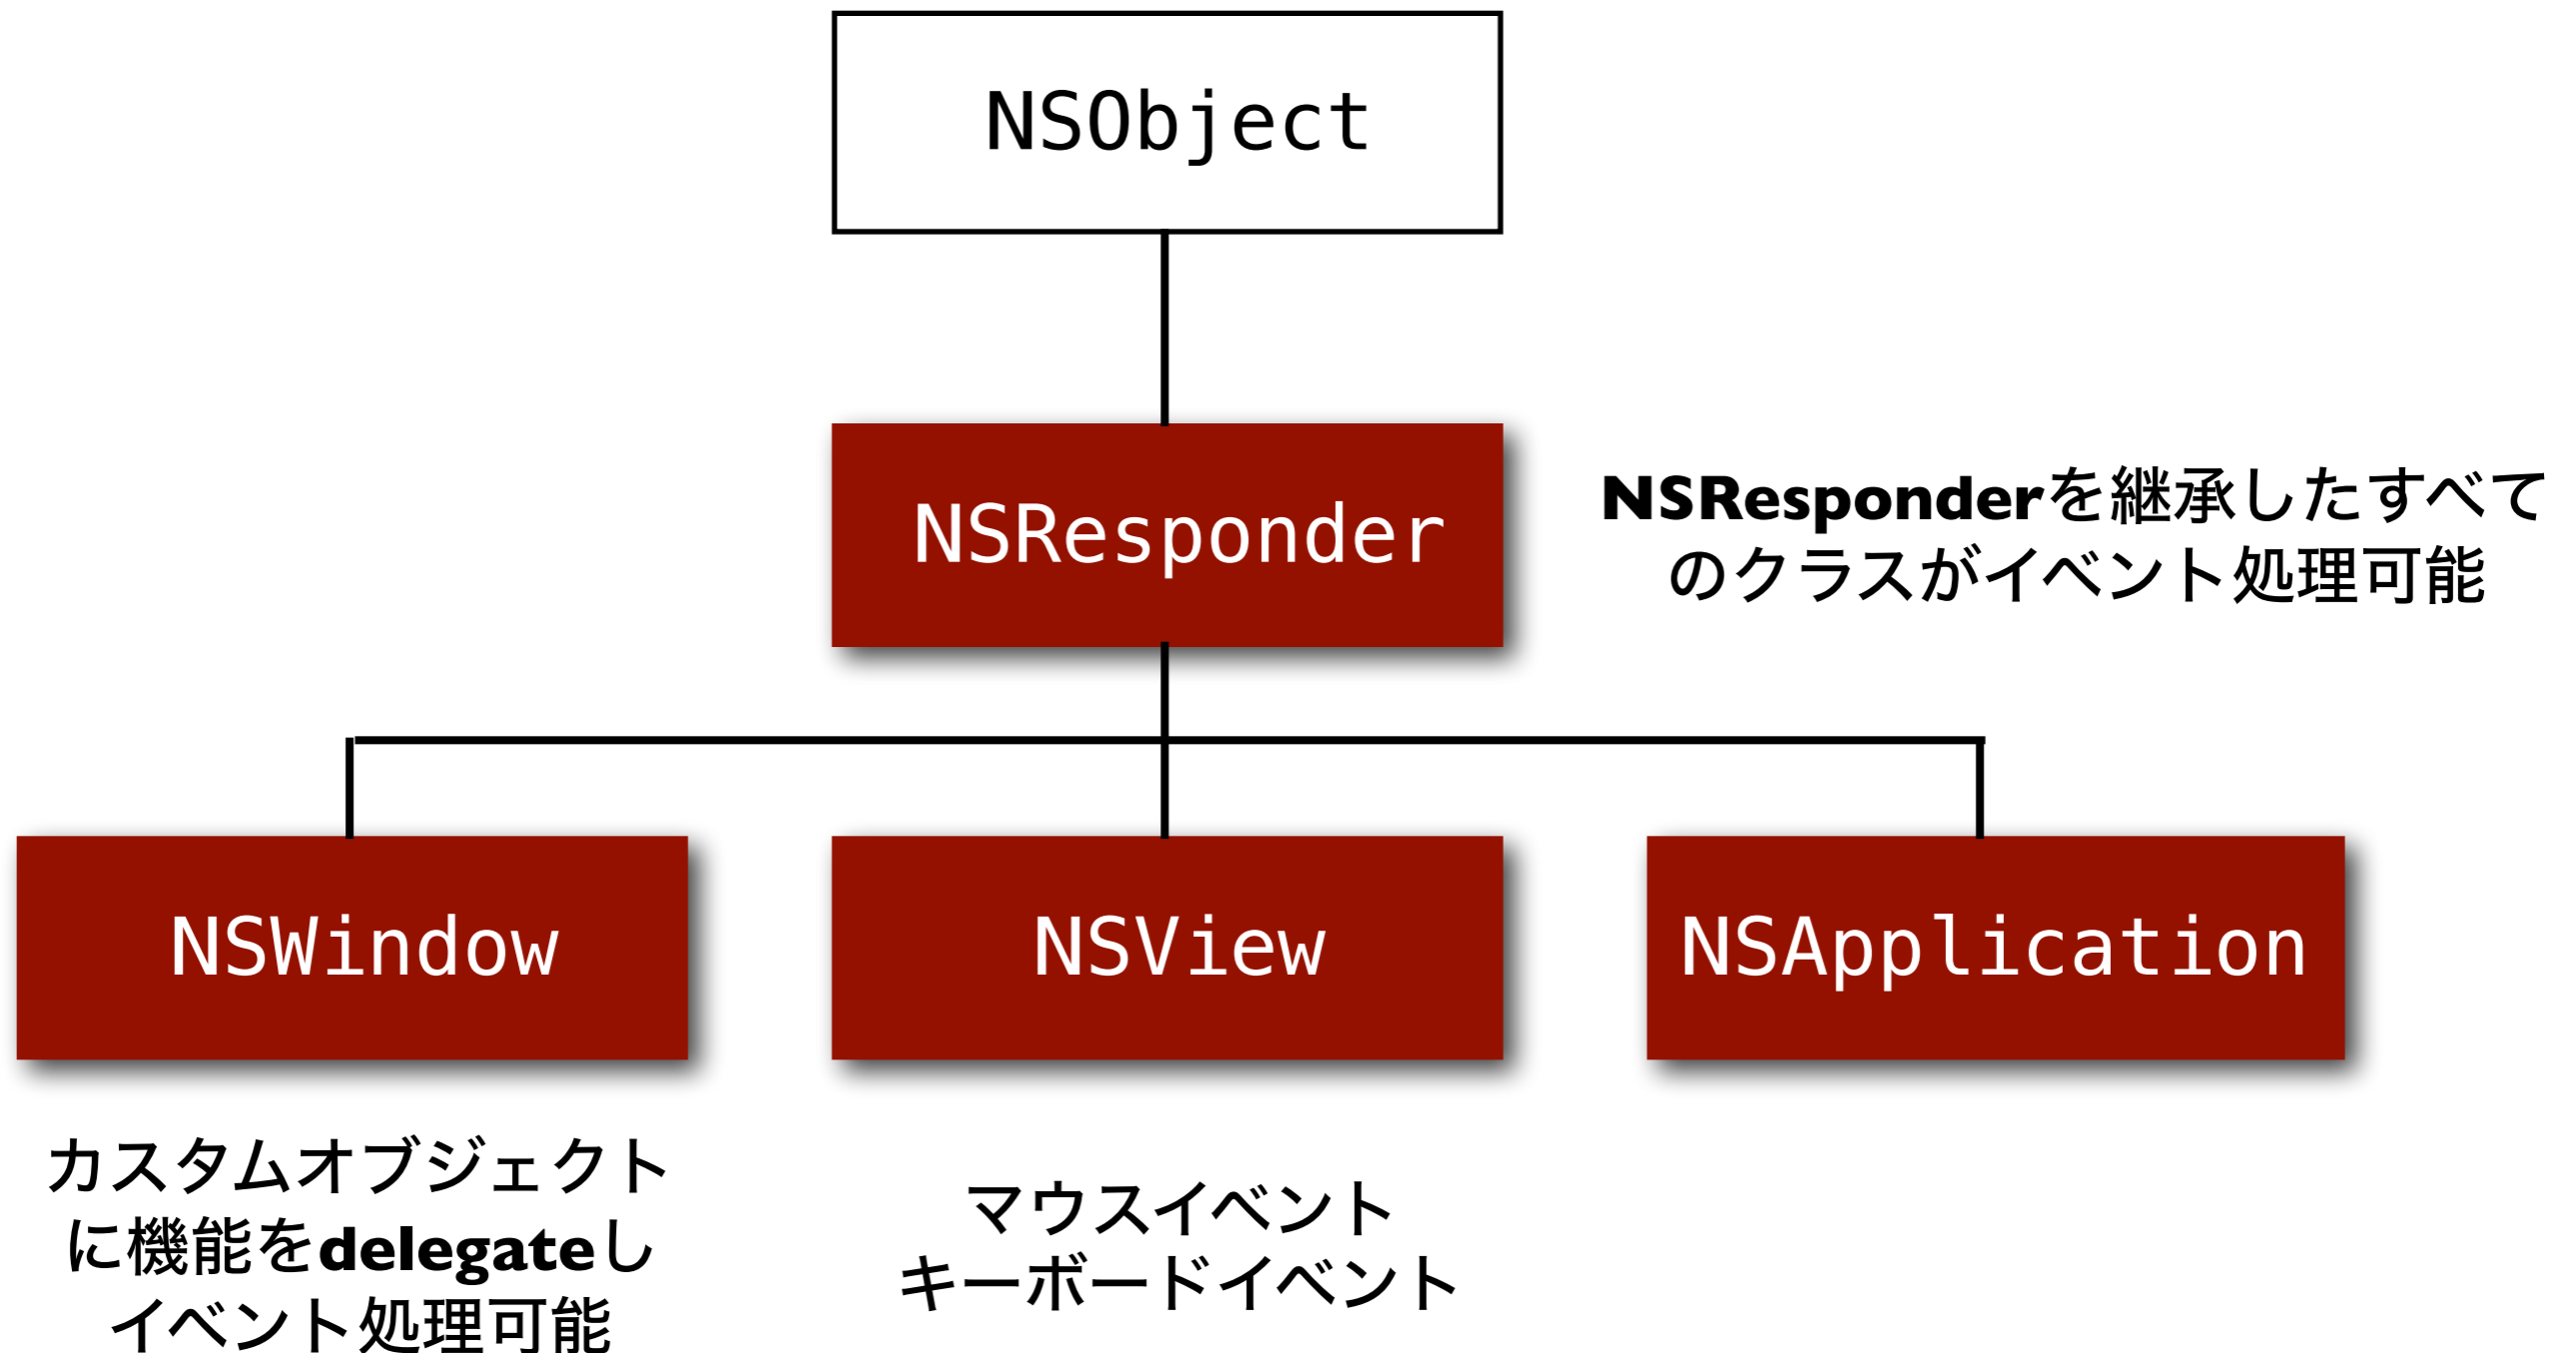 NSObject
NSResponder
NSResponderを継承したすべて
のクラスがイベント処理可能
NSWindow
NSView
NSApplication
カスタムオブジェクト
に機能をdelegateし
イベント処理可能
マウスイベント
キーボードイベント